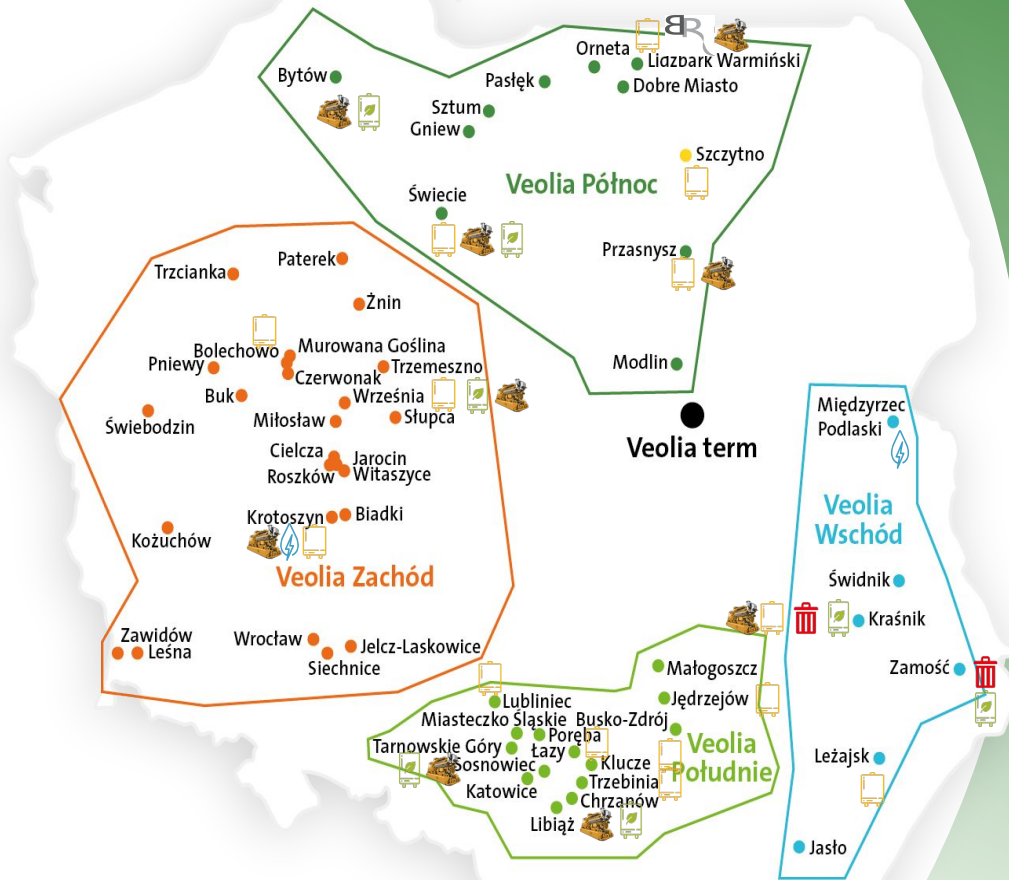 Orneta
BR
Lidzbark Warmiński
Bytów
Pasłęk
Dobre Miasto
Sztum
Gniew
Szczytno
Veolia Północ
Świecie
Przasnysz
Modlin
Paterek
Trzcianka
Żnin
Murowana Goślina
Bolechowo
Pniewy
Trzemeszno
Czerwonak
Buk
Września
Świebodzin
Miłosław
Słupca
Cielcza
Jarocin
Roszków
Witaszyce
Krotoszyn
Biadki
Kożuchów
Veolia Zachód
Zawidów
Leśna
Wrocław
Jelcz-Laskowice
Siechnice
Veolia term
Międzyrzec
Podlaski
Veolia
Wschód
Świdnik
Kraśnik
Zamość
Leżajsk
Jasło
Małogoszcz
Jędrzejów
Lubliniec
Miasteczko Śląskie
Busko-Zdrój
Poręba
Tarnowskie Góry
Łazy
Sosnowiec
Klucze
Katowice
Trzebinia
Chrzanów
Libiąż
Veolia
Południe